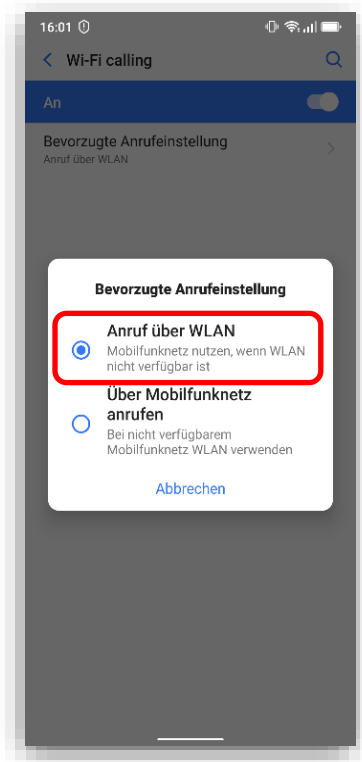 16:01
Wi-Fi calling
An
Bevorzugte Anrufeinstellung
Anruf über WLAN
Bevorzugte Anrufeinstellung
Anruf über WLAN
Mobilfunknetz nutzen, wenn WLAN
nicht verfügbar ist
Über Mobilfunknetz
anrufen
Bei nicht verfügbarem
Mobilfunknetz WLAN verwenden
Abbrechen